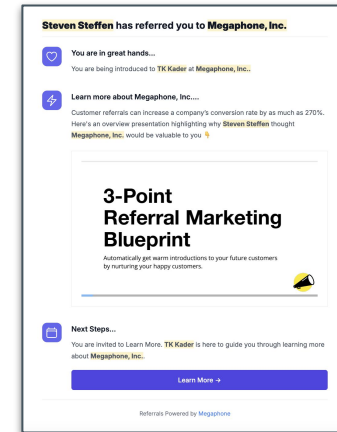 Steven Steffen has referred you to Megaphone, Inc.
You are in great hands...
You are being introduced to TK Kader at Megaphone, Inc..
Learn more about Megaphone, Inc....
Customer referrals can increase a company's conversion rate by as much as 270%.
Here's an overview presentation highlighting why Steven Steffen thought
Megaphone, Inc. would be valuable to you 👇
3-Point
Referral Marketing
Blueprint
Automatically get warm introductions to your future customers
by nurturing your happy customers.
Next Steps...
You are invited to Learn More. TK Kader is here to guide you through learning more
about Megaphone, Inc..
Learn More →
Referrals Powered by Megaphone